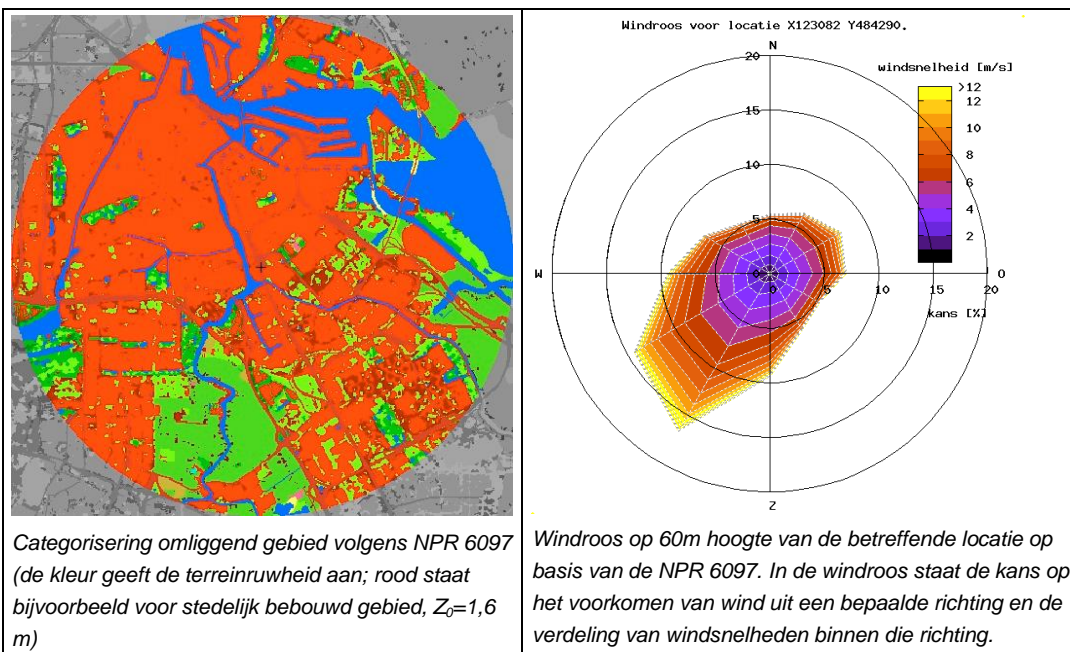 Windroos voor locatie X123082 Y484290.
N
20
windsnelheid [m/s]
>12
12
15
10
8
10
6
4
5
2
W
0
0
5
10
15
20
O
kans [%]
Z
Categorisering omliggend gebied volgens NPR 6097
(de kleur geeft de terreinruwheid aan; rood staat
bijvoorbeeld voor stedelijk bebouwd gebied, Z0=1,6
m)
Windroos op 60m hoogte van de betreffende locatie op
basis van de NPR 6097. In de windroos staat de kans op
het voorkomen van wind uit een bepaalde richting en de
verdeling van windsnelheden binnen die richting.